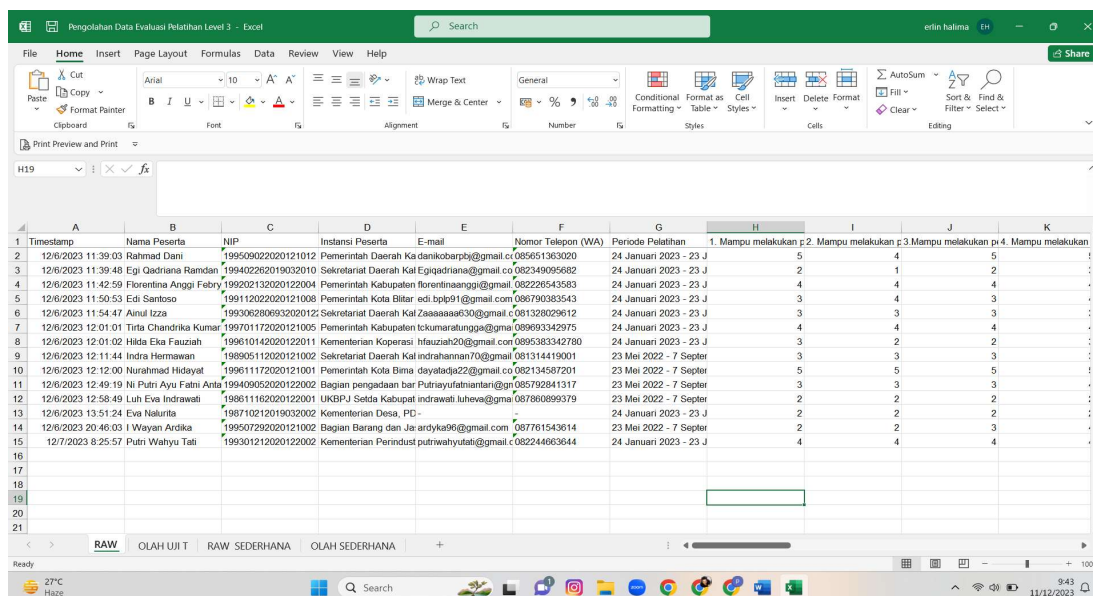 Pengolahan Data Evaluasi Pelatihan Level 3 - Excel
Search
erlin halima EH
File Home Insert Page Layout Formulas Data Review View Help
Share
Paste
Cut
Copy
Format Painter
Clipboard
Arial 10
B I U
Font
Wrap Text
Merge & Center
Alignment
General
Number
Conditional Formatting
Format as Table
Cell Styles
Styles
Insert Delete Format
Cells
AutoSum
Fill
Clear
Sort & Filter
Find & Select
Editing
Print Preview and Print
H19
fx
A B C D E F G H I J K
1 Timestamp Nama Peserta NIP Instansi Peserta E-mail Nomor Telepon (WA) Periode Pelatihan 1. Mampu melakukan p 2. Mampu melakukan p 3.Mampu melakukan pe 4. Mampu melakukan
2 12/6/2023 11:39:03 Rahmad Dani 199509022020121012 Pemerintah Daerah Ka danikobarpbj@gmail.co 085651363020 24 Januari 2023 - 23 J 5 4 5
3 12/6/2023 11:39:48 Egi Qadriana Ramdan 199402262019032010 Sekretariat Daerah Kal Egiqadriana@gmail.co 082349095682 24 Januari 2023 - 23 J 2 1 2
4 12/6/2023 11:42:59 Florentina Anggi Febry 199202132020122004 Pemerintah Kabupaten florentinaanggi@gmail. 082226543583 24 Januari 2023 - 23 J 4 4 4
5 12/6/2023 11:50:53 Edi Santoso 199112022020121008 Pemerintah Kota Blitar edi.bplp91@gmail.com 086790383543 24 Januari 2023 - 23 J 3 4 3
6 12/6/2023 11:54:47 Ainul Faiza 199306280693202012 Sekretariat Daerah Kal Zaaaaaaa630@gmail.c 081328029612 24 Januari 2023 - 23 J 3 3 3
7 12/6/2023 12:01:01 Tirta Chandrika Kumar 199701172020121005 Pemerintah Kabupaten tckumaratungga@gmai 089693342975 24 Januari 2023 - 23 J 4 4 4
8 12/6/2023 12:01:02 Hilda Eka Fauziah 199610142020122011 Kementerian Koperasi hfauziah20@gmail.con 0895383342780 24 Januari 2023 - 23 J 3 2 2
9 12/6/2023 12:11:44 Indra Hermawan 198905112020121002 Sekretariat Daerah Kal indrahannan70@gmail 081314419001 23 Mei 2022 - 7 Septer 3 3 3
10 12/6/2023 12:12:00 Nurahmad Hidayat 199611172020121001 Pemerintah Kota Bima dayatadja22@gmail.co 082134587201 23 Mei 2022 - 7 Septer 5 5 5
11 12/6/2023 12:49:19 Ni Putri Ayu Fatni Anta 199409052020122002 Bagian pengadaan bar Putriayufatniantari@gn 085792841317 23 Mei 2022 - 7 Septer 3 3 3
12 12/6/2023 12:58:49 Luh Eva Indrawati 198611162020122001 UKBPJ Setda Kabupat indrawati.luheva@gmai 087860899379 23 Mei 2022 - 7 Septer 2 2 2
13 12/6/2023 13:51:24 Eva Nalurita 198710212019032002 Kementerian Desa, PD - - 24 Januari 2023 - 23 J 2 2 2
14 12/6/2023 20:46:03 I Wayan Ardika 199507292020121002 Bagian Barang dan Ja ardyka96@gmail.com 087761543614 23 Mei 2022 - 7 Septer 2 2 3
15 12/7/2023 8:25:57 Putri Wahyu Tati 199301212020122002 Kementerian Perindust putriwahyutati@gmail.c 082244663644 24 Januari 2023 - 23 J 4 4 4
16
17
18
19
20
21
RAW OLAH UJI T RAW SEDERHANA OLAH SEDERHANA
Ready
100
27°C
Haze
Search
9:43
11/12/2023